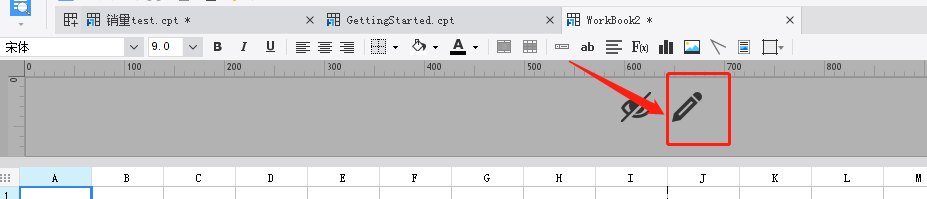 销量test.cpt *
GettingStarted.cpt
WorkBook2 *
宋体 9.0 B I U A ab F(x)
0 100 200 300 400 500 600 700 800
0
A B C D E F G H I J K L M
1